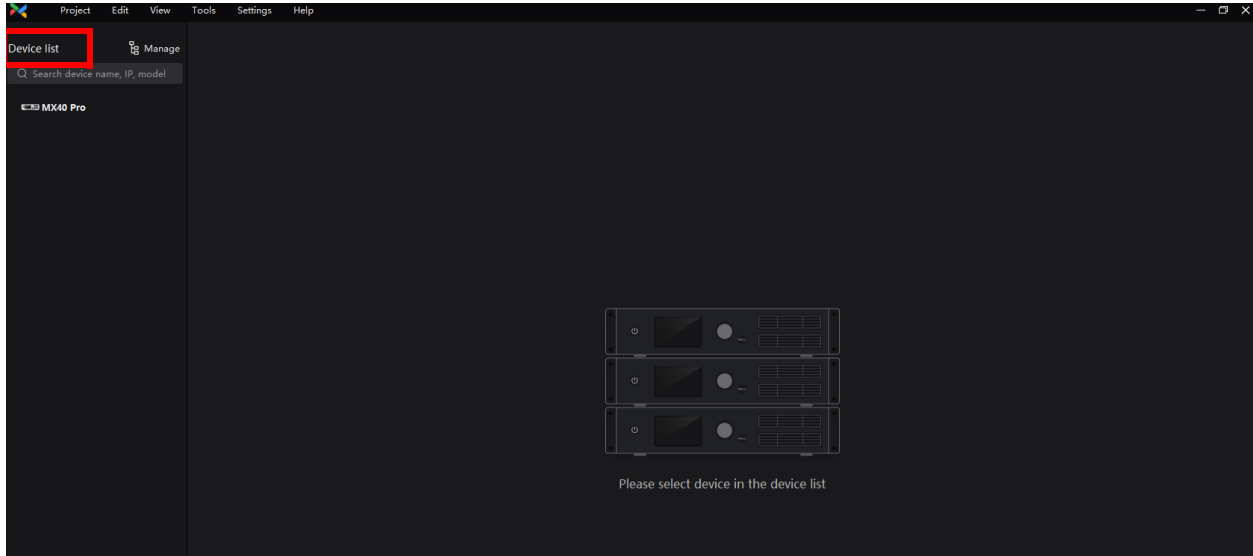 Project Edit View Tools Settings Help
Device list Manage
Search device name, IP, model
MX40 Pro
Please select device in the device list